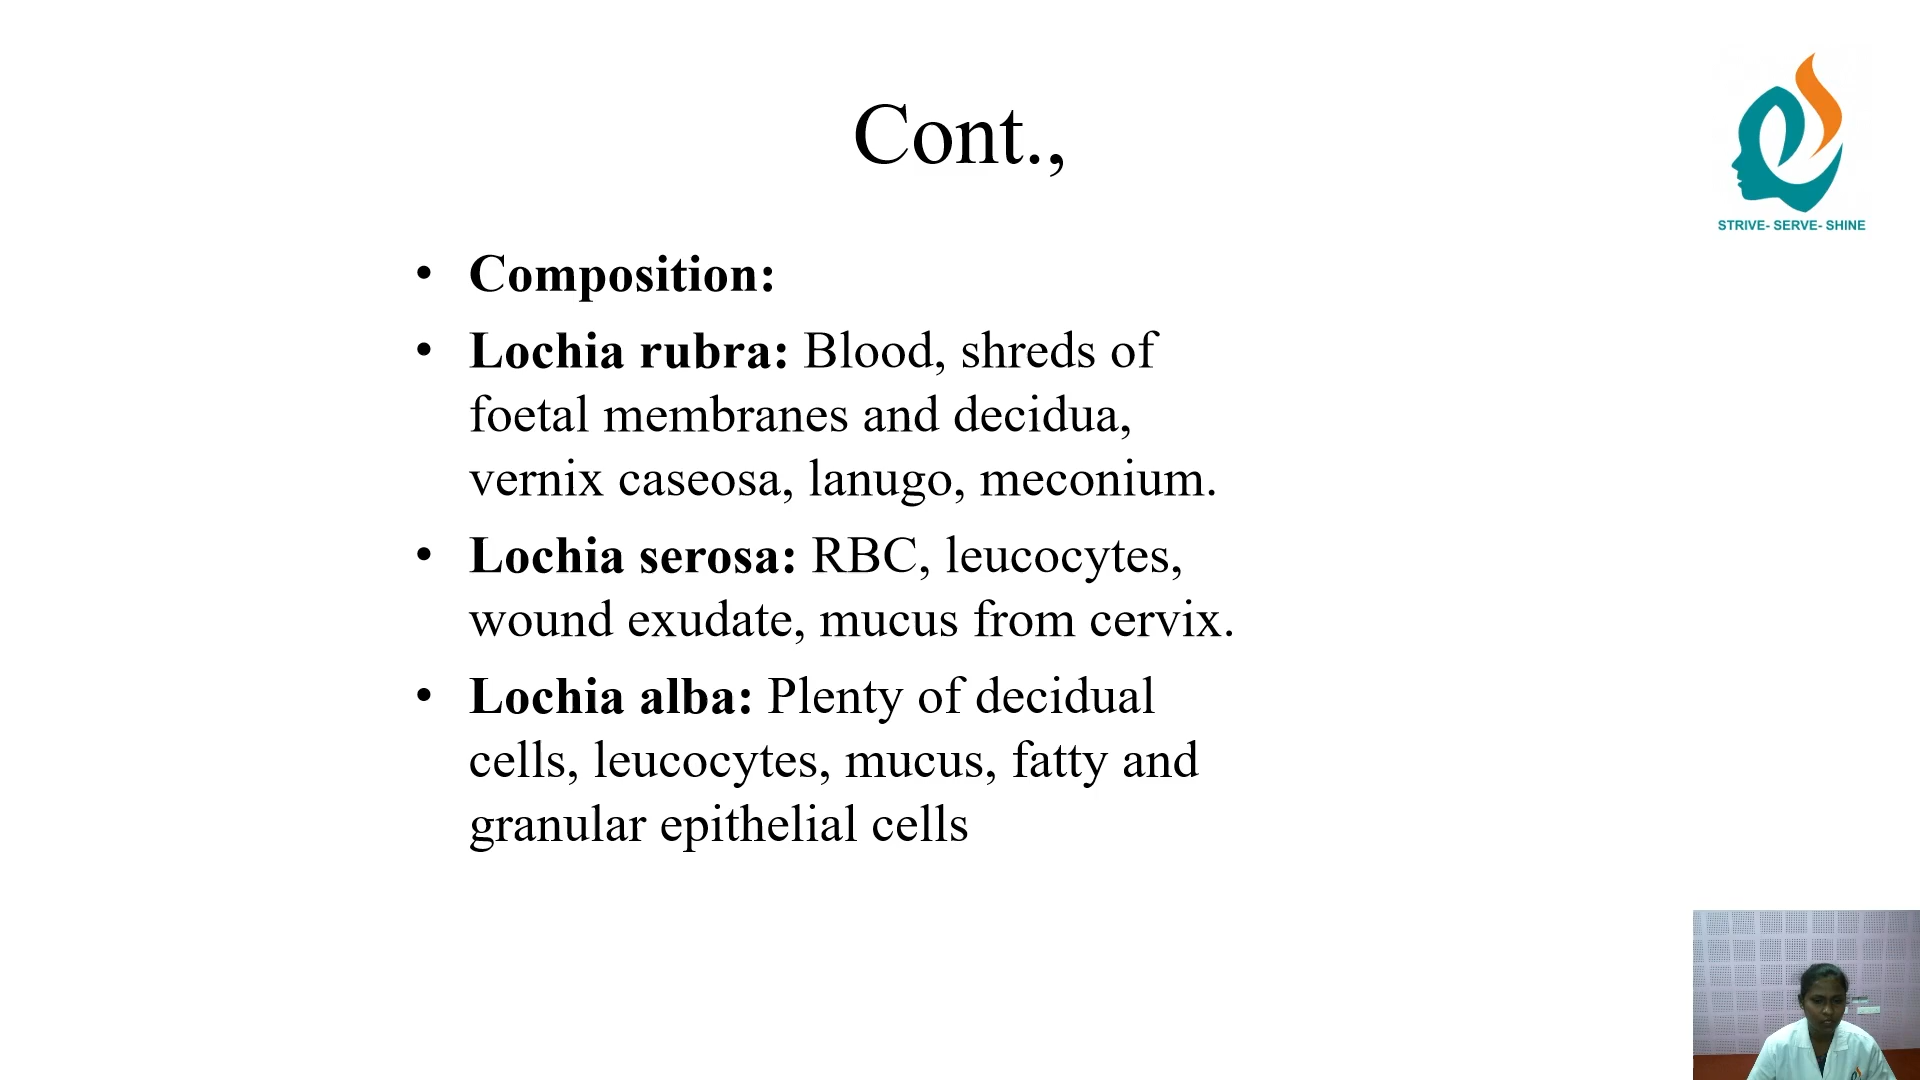 Cont.,
STRIVE- SERVE- SHINE
• Composition:
• Lochia rubra: Blood, shreds of
foetal membranes and decidua,
vernix caseosa, lanugo, meconium.
• Lochia serosa: RBC, leucocytes,
wound exudate, mucus from cervix.
• Lochia alba: Plenty of decidual
cells, leucocytes, mucus, fatty and
granular epithelial cells